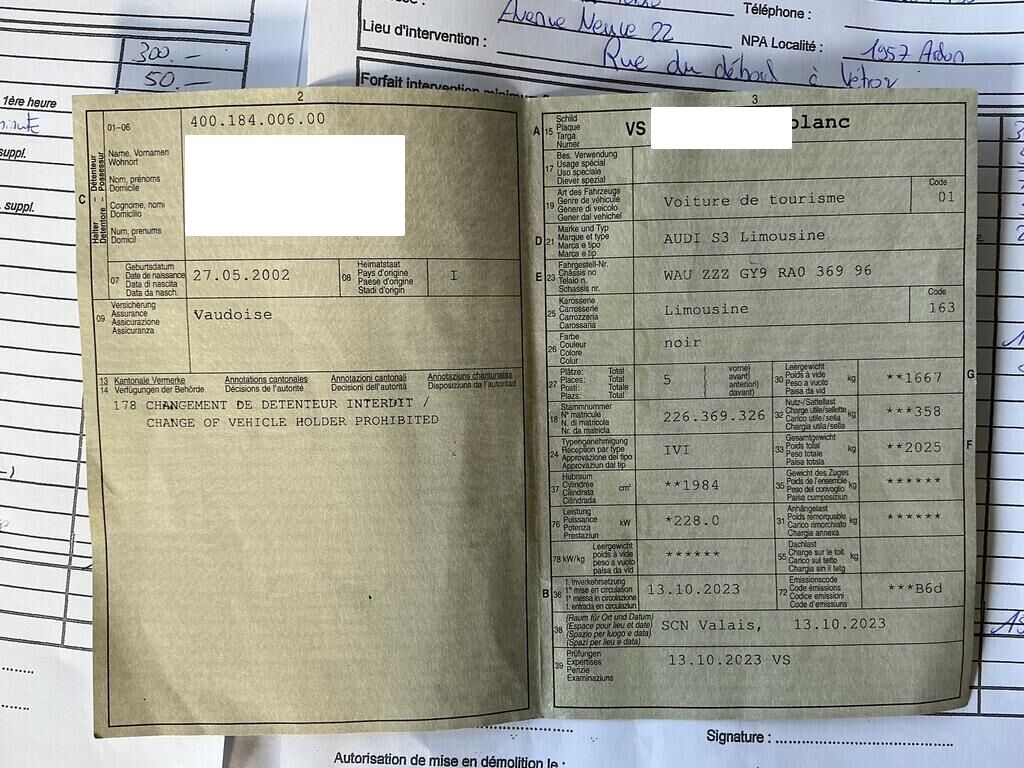 Téléphone :
Avenue Neuve 22
Lieu d'intervention :
NPA Localité :
1957 Ardon
Rue du à
300.-
50.-
Forfait intervention
1ère heure
minute
suppl.
. suppl.
2
01-06
400.184.006.00
C
Halter – Détenteur
Detentore – Possessur
Name, Vornamen
Wohnort
Nom, prénoms
Domicile
Cognome, nomi
Domicilio
Num, prenums
Domicil
07
Geburtsdatum
Date de naissance
Data di nascita
Data da nasch.
27.05.2002
08
Heimatstaat
Pays d'origine
Paese d'origine
Stadi d'origin
I
09
Versicherung
Assurance
Assicurazione
Assicuranza
Vaudoise
13
14
Kantonale Vermerke
Verfügungen der Behörde
Annotations cantonales
Décisions de l'autorité
Annotazioni cantonali
Decisioni dell'autorità
Annotaziuns chantunalas
Disposiziuns da l'autoritad
178 CHANGEMENT DE DETENTEUR INTERDIT /
CHANGE OF VEHICLE HOLDER PROHIBITED
3
A 15
Schild
Plaque
Targa
Numer
VS
blanc
17
Bes. Verwendung
Usage spécial
Uso speciale
Diever spezial
19
Art des Fahrzeugs
Genre de véhicule
Genere di veicolo
Gener dal vehichel
Voiture de tourisme
Code
01
D 21
Marke und Typ
Marque et type
Marca e tipo
Marca e tip
AUDI S3 Limousine
E 23
Fahrgestell-Nr.
Châssis no
Telaio n.
Schassis nr.
WAU ZZZ GY9 RA0 369 96
25
Karosserie
Carrosserie
Carrozzeria
Carossaria
Limousine
Code
163
26
Farbe
Couleur
Colore
Colur
noir
27
Plätze: Total
Places: Total
Posti: Totale
Plazs: Total
5
(vorne)
avant)
anteriori)
davant)
30
Leergewicht
Poids à vide
Peso a vuoto
Paisa da vid
kg
**1667
G
18
Stammnummer
N° matricule
N. di matricola
Nr. da matricla
226.369.326
32
Nutz-/Sattellast
Charge utile/sellette
Carico utile/sella
Chargia utila/sella
kg
***358
24
Typengenehmigung
Réception par type
Approvazione del tipo
Approvaziun dal tip
IVI
33
Gesamtgewicht
Poids total
Peso totale
Paisa totala
kg
**2025
F
37
Hubraum
Cylindrée
Cilindrata
Cilindrada
cm³
**1984
35
Gewicht des Zuges
Poids de l'ensemble
Peso del convoglio
Paisa cumposiziun
kg
******
76
Leistung
Puissance
Potenza
Prestaziun
kW
*228.0
31
Anhängelast
Poids remorquable
Carico rimorchiato
Chargia annexa
kg
******
78 kW/kg
Leergewicht
poids à vide
peso a vuoto
paisa da vid
******
55
Dachlast
Charge sur le toit
Carico sul tetto
Chargia sin il tetg
kg
B 36
1. Inverkehrsetzung
1re mise en circulation
1a messa in circolazione
1. entrada en circulaziun
13.10.2023
72
Emissionscode
Code émissions
Codice emissioni
Code d'emissiuns
***B6d
38
(Raum für Ort und Datum)
(Espace pour lieu et date)
(Spazio per luogo e data)
(Spazi per lieu e data)
SCN Valais, 13.10.2023
39
Prüfungen
Expertises
Perizie
Examinaziuns
13.10.2023 VS
Signature :
Autorisation de mise en démolition le :